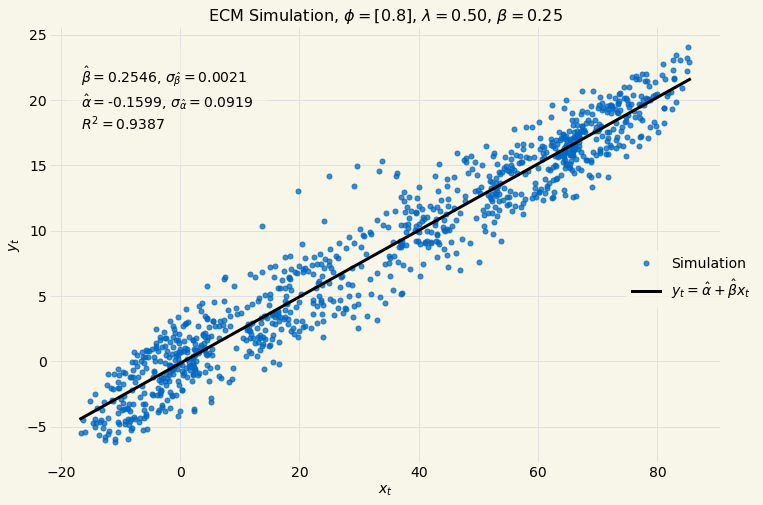 ECM Simulation, ϕ = [0.8], λ = 0.50, β = 0.25
25
20
15
10
5
0
−5
y_t
β̂ = 0.2546, σ_β̂ = 0.0021
α̂ = -0.1599, σ_α̂ = 0.0919
R² = 0.9387
Simulation
y_t = α̂ + β̂x_t
−20
0
20
40
60
80
x_t